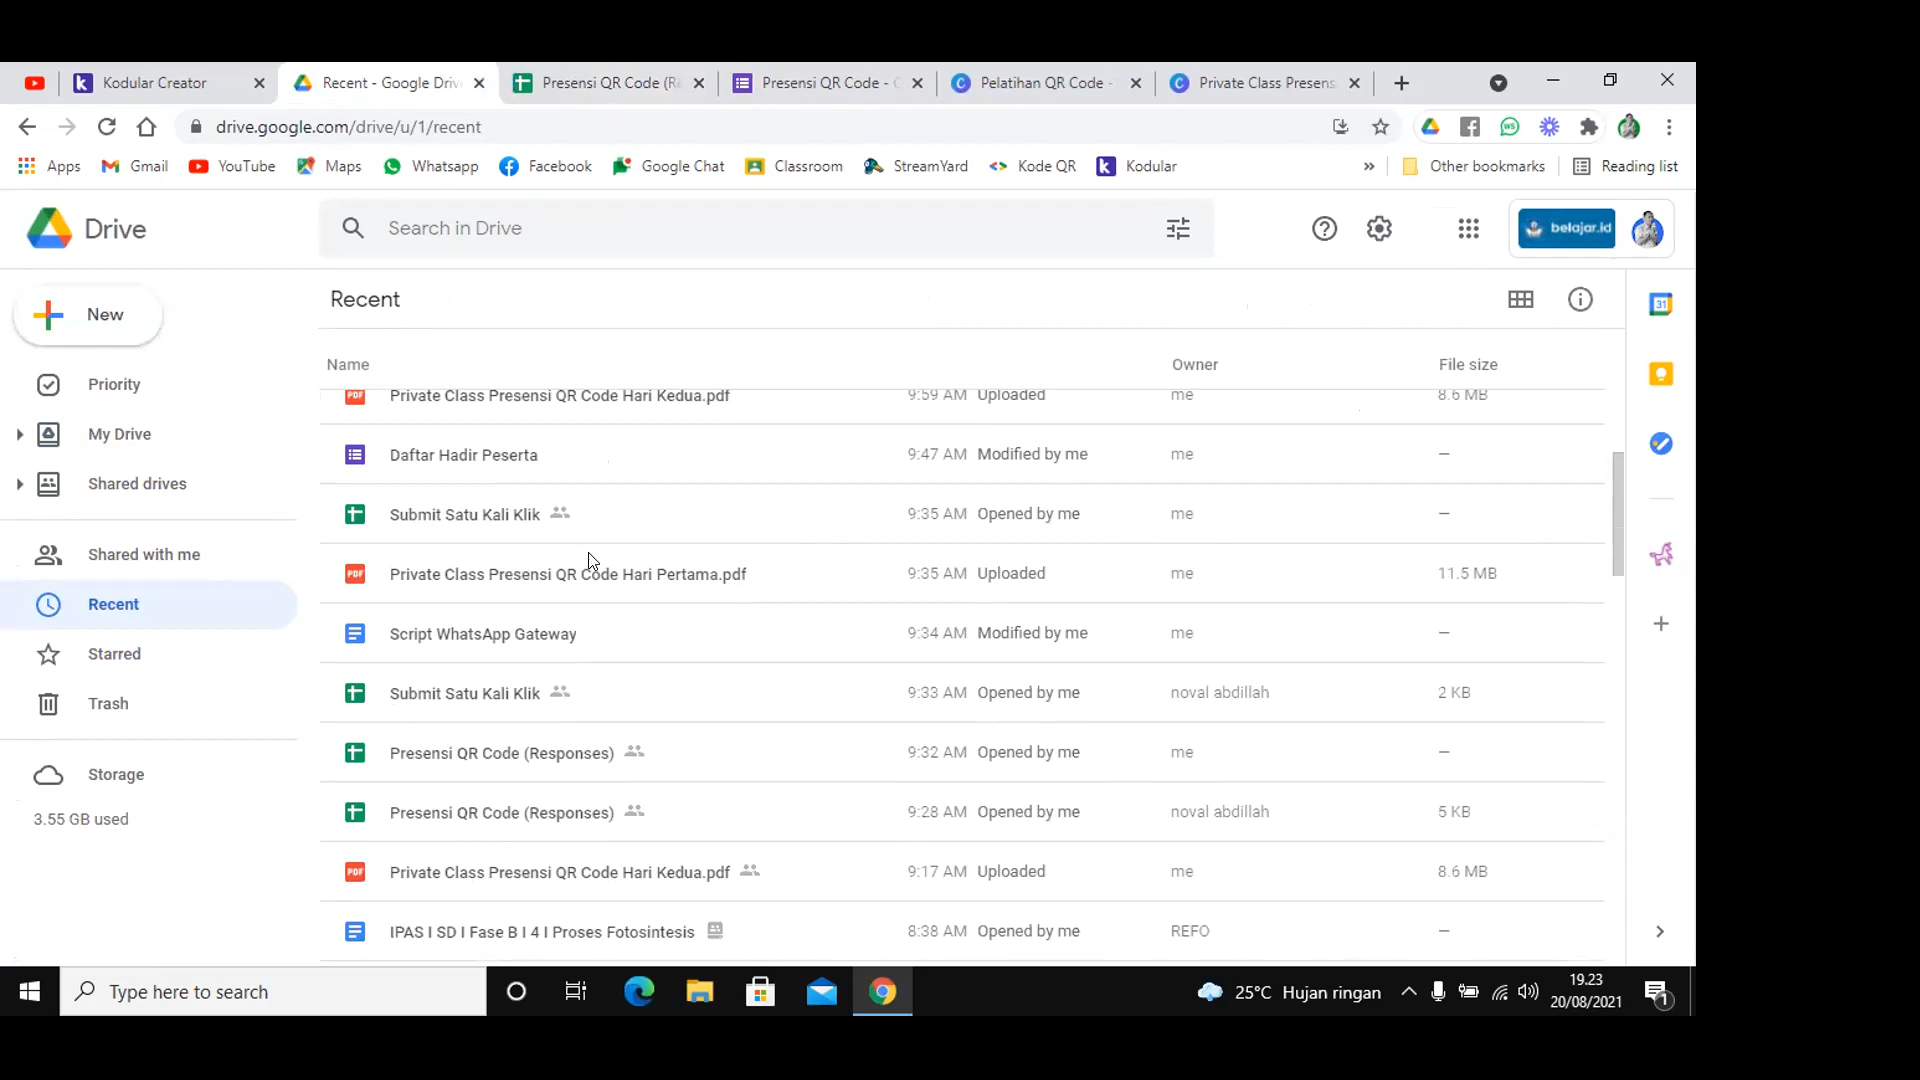 Kodular Creator
Recent - Google Driv
Presensi QR Code (Re
Presensi QR Code -
Pelatihan QR Code -
Private Class Presens
drive.google.com/drive/u/1/recent
Apps
Gmail
YouTube
Maps
Whatsapp
Facebook
Google Chat
Classroom
StreamYard
Kode QR
Kodular
»
Other bookmarks
Reading list
Drive
Search in Drive
belajar.id
New
Recent
Name Owner File size
Private Class Presensi QR Code Hari Kedua.pdf 9:59 AM Uploaded me 8.6 MB
Daftar Hadir Peserta 9:47 AM Modified by me me –
Submit Satu Kali Klik 9:35 AM Opened by me me –
Private Class Presensi QR Code Hari Pertama.pdf 9:35 AM Uploaded me 11.5 MB
Script WhatsApp Gateway 9:34 AM Modified by me me –
Submit Satu Kali Klik 9:33 AM Opened by me noval abdillah 2 KB
Presensi QR Code (Responses) 9:32 AM Opened by me me –
Presensi QR Code (Responses) 9:28 AM Opened by me noval abdillah 5 KB
Private Class Presensi QR Code Hari Kedua.pdf 9:17 AM Uploaded me 8.6 MB
IPAS I SD I Fase B I 4 I Proses Fotosintesis 8:38 AM Opened by me REFO –
Priority
My Drive
Shared drives
Shared with me
Recent
Starred
Trash
Storage
3.55 GB used
31
Type here to search
25°C Hujan ringan
19.23
20/08/2021
1